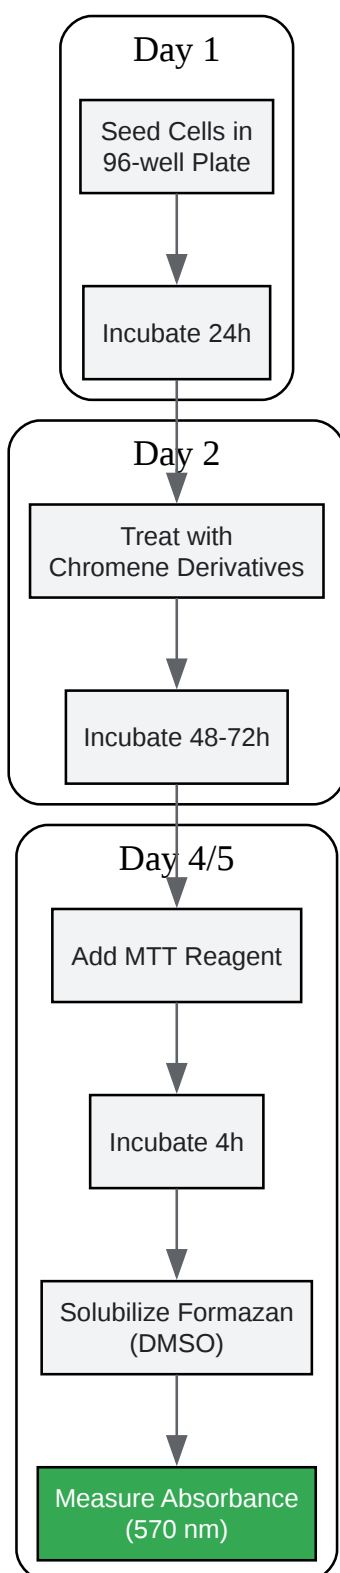 Day 1
Seed Cells in
96-well Plate
Incubate 24h
Day 2
Treat with
Chromene Derivatives
Incubate 48-72h
Day 4/5
Add MTT Reagent
Incubate 4h
Solubilize Formazan
(DMSO)
Measure Absorbance
(570 nm)